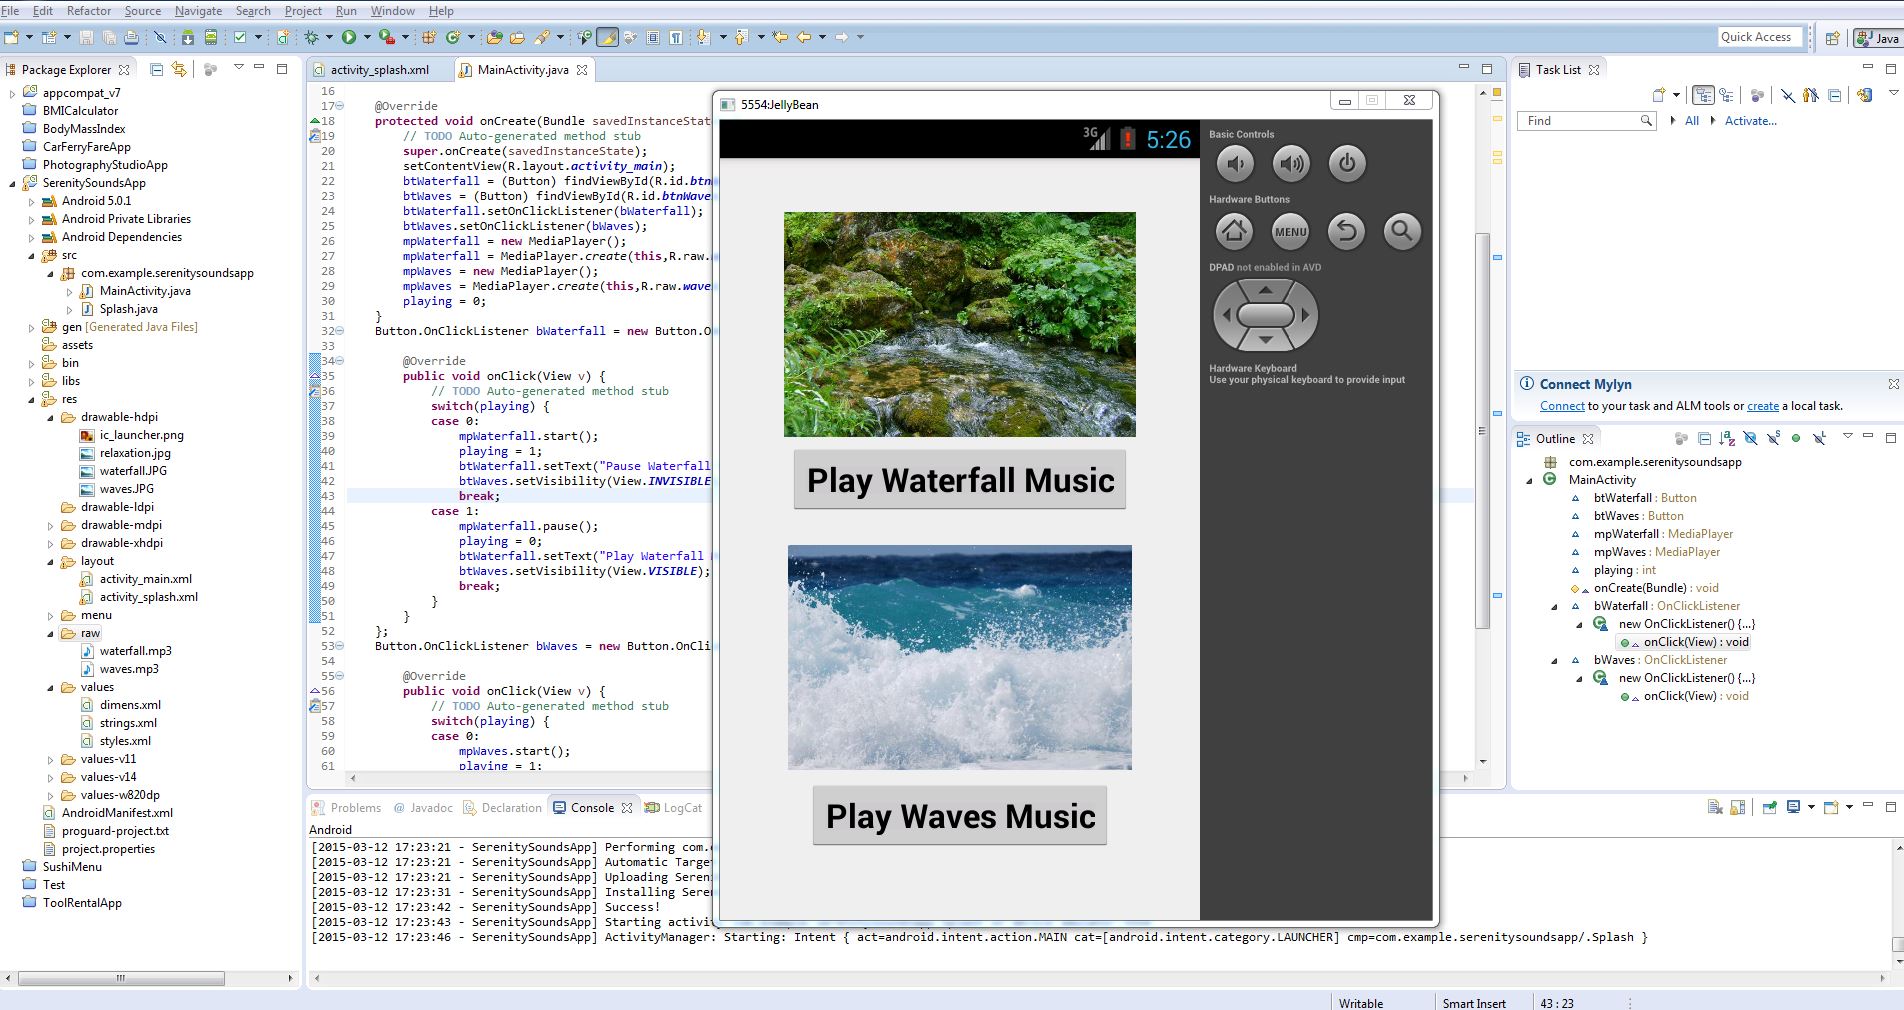 File Edit Refactor Source Navigate Search Project Run Window Help
Quick Access
Java
Package Explorer
appcompat_v7
BMICalculator
BodyMassIndex
CarFerryFareApp
PhotographyStudioApp
SerenitySoundsApp
Android 5.0.1
Android Private Libraries
Android Dependencies
src
com.example.serenitysoundsapp
MainActivity.java
Splash.java
gen [Generated Java Files]
assets
bin
libs
res
drawable-hdpi
ic_launcher.png
relaxation.jpg
waterfall.JPG
waves.JPG
drawable-ldpi
drawable-mdpi
drawable-xhdpi
layout
activity_main.xml
activity_splash.xml
menu
raw
waterfall.mp3
waves.mp3
values
dimens.xml
strings.xml
styles.xml
values-v11
values-v14
values-w820dp
AndroidManifest.xml
proguard-project.txt
project.properties
SushiMenu
Test
ToolRentalApp
activity_splash.xml MainActivity.java
16
17 @Override
18 protected void onCreate(Bundle savedInstanceStat
19 // TODO Auto-generated method stub
20 super.onCreate(savedInstanceState);
21 setContentView(R.layout.activity_main);
22 btWaterfall = (Button) findViewById(R.id.btn
23 btWaves = (Button) findViewById(R.id.btnWave
24 btWaterfall.setOnClickListener(bWaterfall);
25 btWaves.setOnClickListener(bWaves);
26 mpWaterfall = new MediaPlayer();
27 mpWaterfall = MediaPlayer.create(this,R.raw.
28 mpWaves = new MediaPlayer();
29 mpWaves = MediaPlayer.create(this,R.raw.wave
30 playing = 0;
31 }
32 Button.OnClickListener bWaterfall = new Button.O
33
34 @Override
35 public void onClick(View v) {
36 // TODO Auto-generated method stub
37 switch(playing) {
38 case 0:
39 mpWaterfall.start();
40 playing = 1;
41 btWaterfall.setText("Pause Waterfall
42 btWaves.setVisibility(View.INVISIBLE
43 break;
44 case 1:
45 mpWaterfall.pause();
46 playing = 0;
47 btWaterfall.setText("Play Waterfall
48 btWaves.setVisibility(View.VISIBLE);
49 break;
50 }
51 }
52 };
53 Button.OnClickListener bWaves = new Button.OnCli
54
55 @Override
56 public void onClick(View v) {
57 // TODO Auto-generated method stub
58 switch(playing) {
59 case 0:
60 mpWaves.start();
61 playing = 1;
5554:JellyBean
3G 5:26
Play Waterfall Music
Play Waves Music
Basic Controls
Hardware Buttons
MENU
DPAD not enabled in AVD
Hardware Keyboard
Use your physical keyboard to provide input
Task List
Find All Activate...
Connect Mylyn
Connect to your task and ALM tools or create a local task.
Outline
com.example.serenitysoundsapp
MainActivity
btWaterfall : Button
btWaves : Button
mpWaterfall : MediaPlayer
mpWaves : MediaPlayer
playing : int
onCreate(Bundle) : void
bWaterfall : OnClickListener
new OnClickListener() {...}
onClick(View) : void
bWaves : OnClickListener
new OnClickListener() {...}
onClick(View) : void
Problems Javadoc Declaration Console LogCat
Android
[2015-03-12 17:23:21 - SerenitySoundsApp] Performing com.
[2015-03-12 17:23:21 - SerenitySoundsApp] Automatic Targe
[2015-03-12 17:23:21 - SerenitySoundsApp] Uploading Seren
[2015-03-12 17:23:31 - SerenitySoundsApp] Installing Seren
[2015-03-12 17:23:42 - SerenitySoundsApp] Success!
[2015-03-12 17:23:43 - SerenitySoundsApp] Starting activit
[2015-03-12 17:23:46 - SerenitySoundsApp] ActivityManager: Starting: Intent { act=android.intent.action.MAIN cat=[android.intent.category.LAUNCHER] cmp=com.example.serenitysoundsapp/.Splash }
Writable Smart Insert 43 : 23